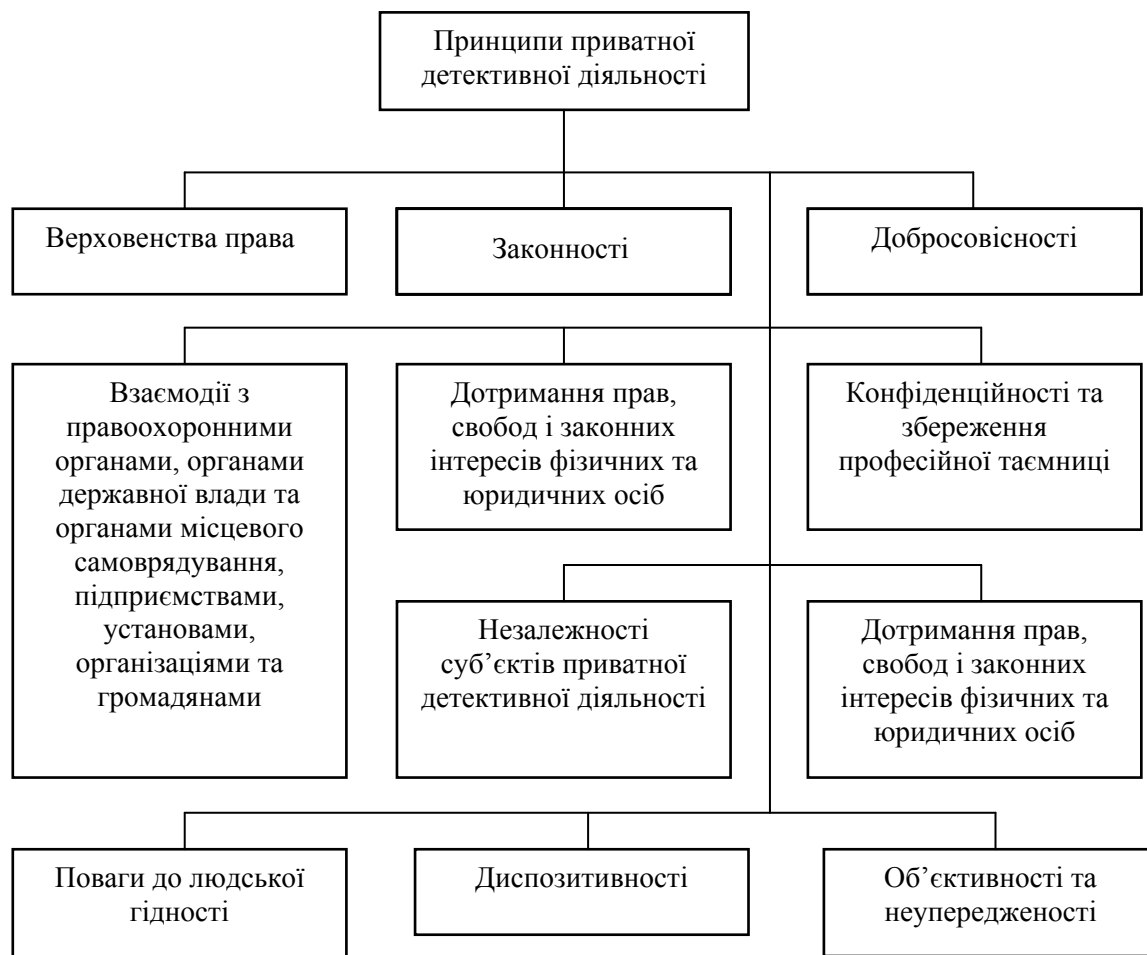 Принципи приватної
детективної діяльності
Верховенства права
Законності
Добросовісності
Взаємодії з
правоохоронними
органами, органами
державної влади та
органами місцевого
самоврядування,
підприємствами,
установами,
організаціями та
громадянами
Дотримання прав,
свобод і законних
інтересів фізичних та
юридичних осіб
Конфіденційності та
збереження
професійної таємниці
Незалежності
суб’єктів приватної
детективної діяльності
Дотримання прав,
свобод і законних
інтересів фізичних та
юридичних осіб
Поваги до людської
гідності
Диспозитивності
Об’єктивності та
неупередженості